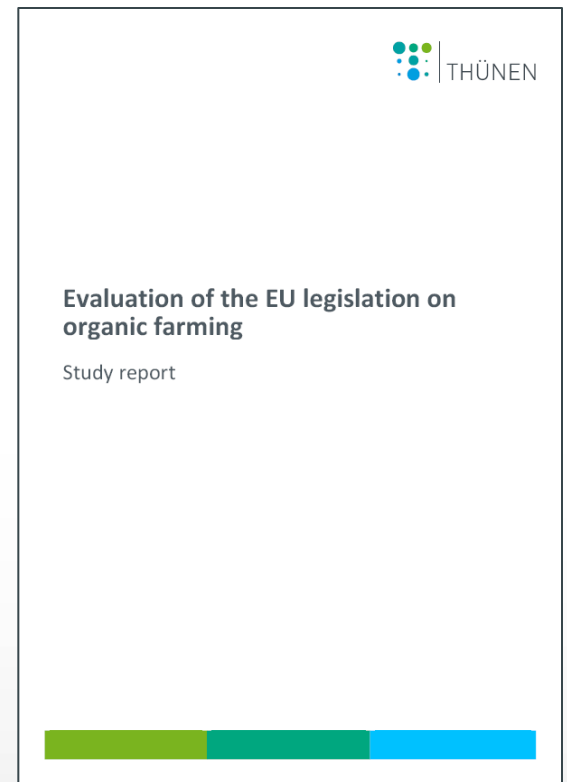 THÜNEN
Evaluation of the EU legislation on
organic farming
Study report